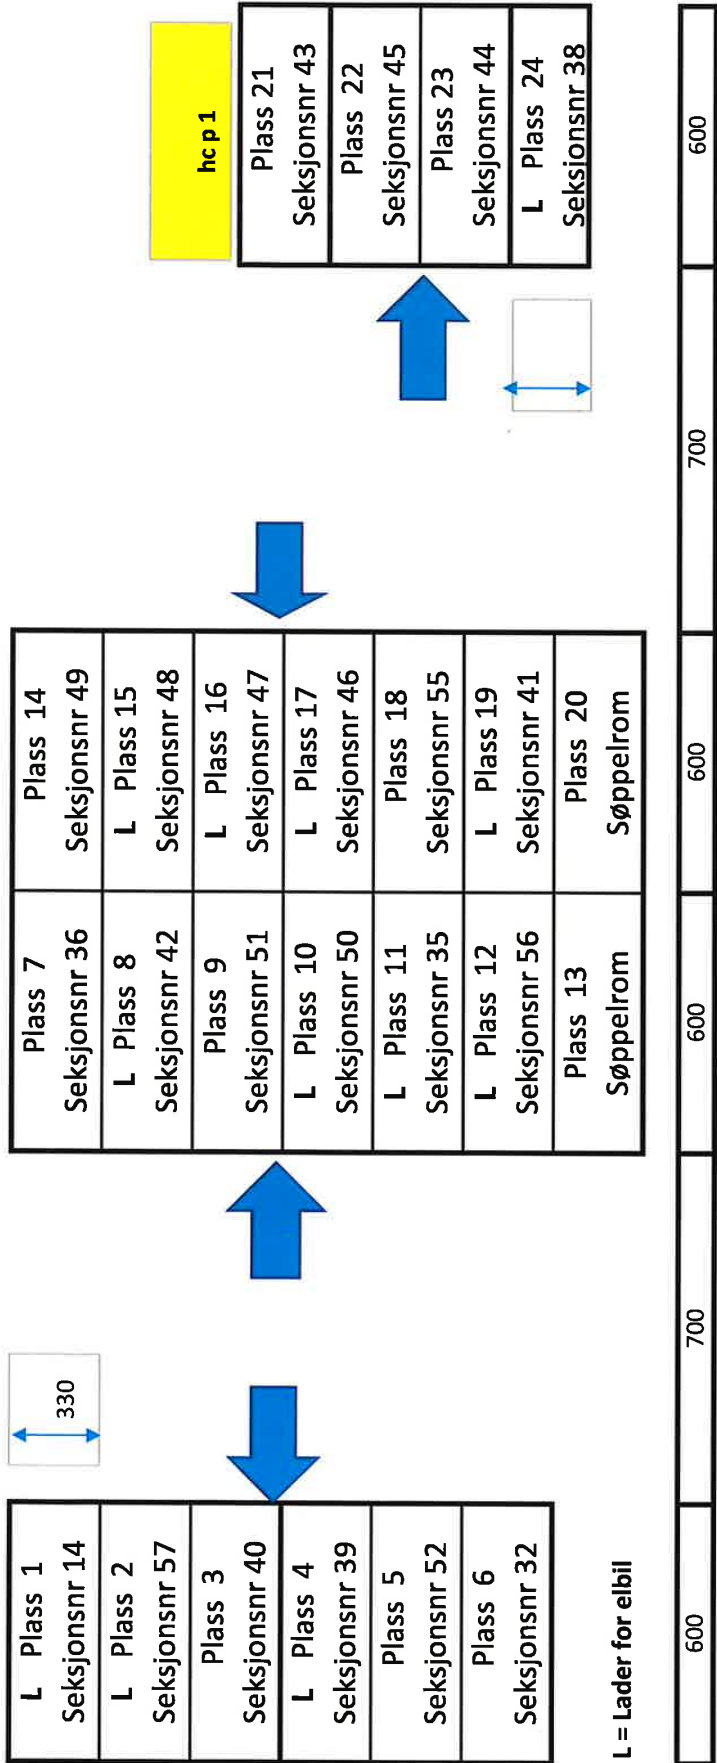 L Plass 1
Seksjonsnr 14
L Plass 2
Seksjonsnr 57
Plass 3
Seksjonsnr 40
L Plass 4
Seksjonsnr 39
Plass 5
Seksjonsnr 52
Plass 6
Seksjonsnr 32
L = Lader for elbil
330
Plass 7
Seksjonsnr 36
L Plass 8
Seksjonsnr 42
Plass 9
Seksjonsnr 51
L Plass 10
Seksjonsnr 50
L Plass 11
Seksjonsnr 35
L Plass 12
Seksjonsnr 56
Plass 13
Søppelrom
Plass 14
Seksjonsnr 49
L Plass 15
Seksjonsnr 48
L Plass 16
Seksjonsnr 47
L Plass 17
Seksjonsnr 46
Plass 18
Seksjonsnr 55
L Plass 19
Seksjonsnr 41
Plass 20
Søppelrom
hc p 1
Plass 21
Seksjonsnr 43
Plass 22
Seksjonsnr 45
Plass 23
Seksjonsnr 44
L Plass 24
Seksjonsnr 38
600
700
600
600
700
600